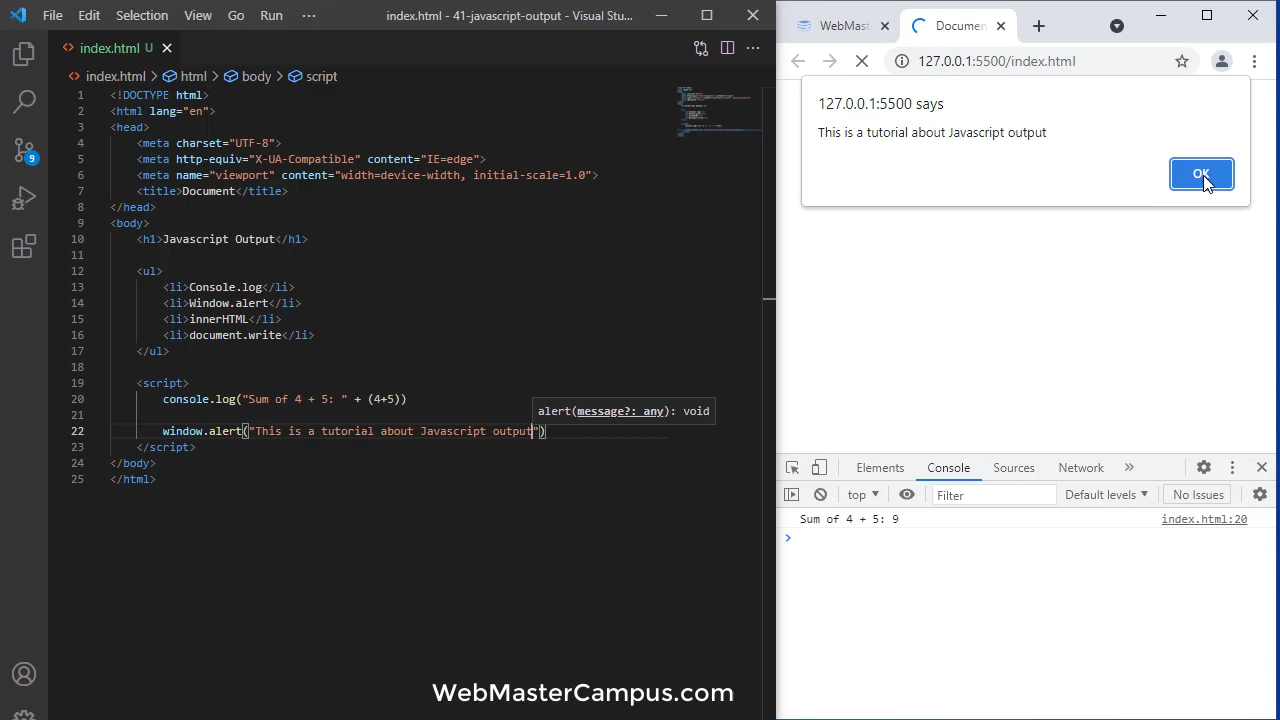 File Edit Selection View Go Run ··· index.html - 41-javascript-output - Visual Stu...
index.html U
index.html > html > body > script
9
1 <!DOCTYPE html>
2 <html lang="en">
3 <head>
4 <meta charset="UTF-8">
5 <meta http-equiv="X-UA-Compatible" content="IE=edge">
6 <meta name="viewport" content="width=device-width, initial-scale=1.0">
7 <title>Document</title>
8 </head>
9 <body>
10 <h1>Javascript Output</h1>
11
12 <ul>
13 <li>Console.log</li>
14 <li>Window.alert</li>
15 <li>innerHTML</li>
16 <li>document.write</li>
17 </ul>
18
19 <script>
20 console.log("Sum of 4 + 5: " + (4+5))
21
alert(message?: any): void
22 window.alert("This is a tutorial about Javascript output")
23 </script>
24 </body>
25 </html>
WebMasterCampus.com
WebMast
Documen
127.0.0.1:5500/index.html
127.0.0.1:5500 says
This is a tutorial about Javascript output
OK
Elements Console Sources Network »
top Filter Default levels No Issues
Sum of 4 + 5: 9 index.html:20
>